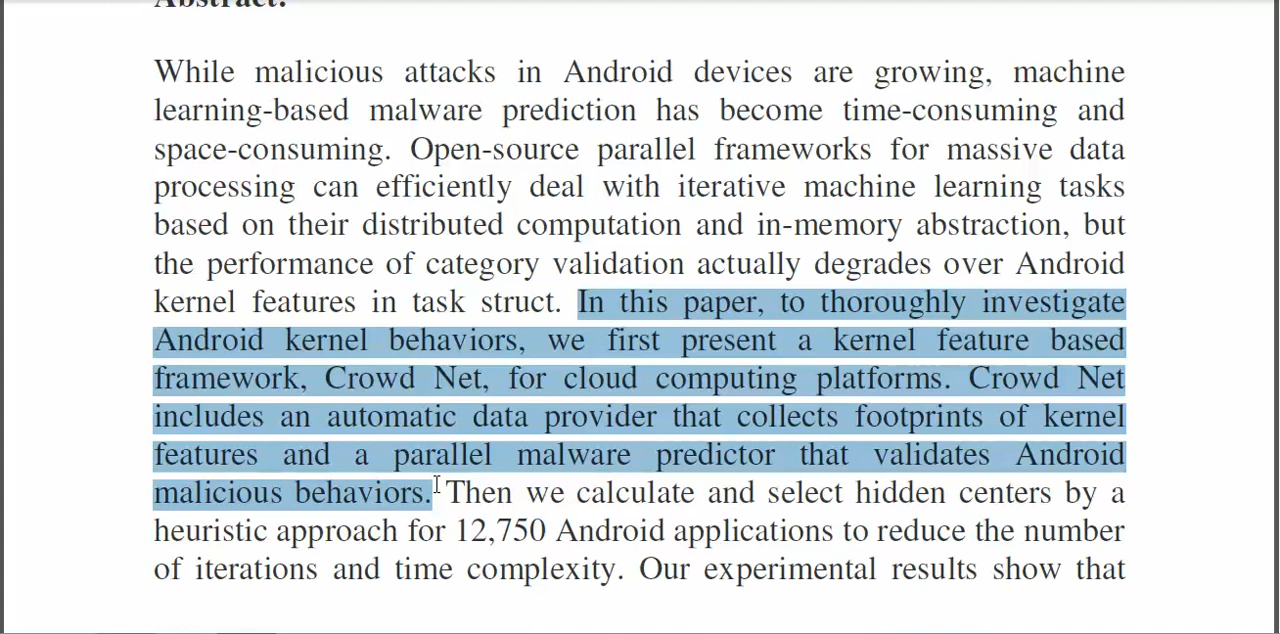 Abstract:
While malicious attacks in Android devices are growing, machine
learning-based malware prediction has become time-consuming and
space-consuming. Open-source parallel frameworks for massive data
processing can efficiently deal with iterative machine learning tasks
based on their distributed computation and in-memory abstraction, but
the performance of category validation actually degrades over Android
kernel features in task struct. In this paper, to thoroughly investigate
Android kernel behaviors, we first present a kernel feature based
framework, Crowd Net, for cloud computing platforms. Crowd Net
includes an automatic data provider that collects footprints of kernel
features and a parallel malware predictor that validates Android
malicious behaviors. Then we calculate and select hidden centers by a
heuristic approach for 12,750 Android applications to reduce the number
of iterations and time complexity. Our experimental results show that